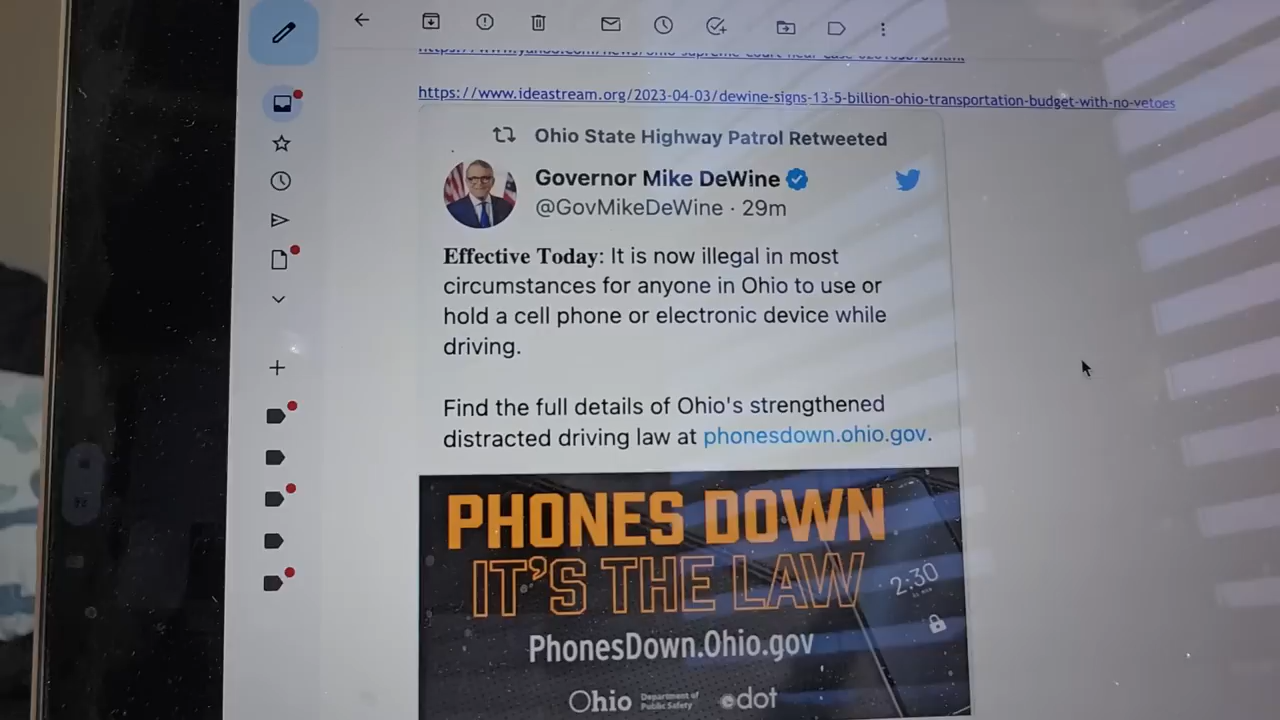 https://www.ideastream.org/2023-04-03/dewine-signs-13-5-billion-ohio-transportation-budget-with-no-vetoes
Ohio State Highway Patrol Retweeted
Governor Mike DeWine
@GovMikeDeWine · 29m
Effective Today: It is now illegal in most
circumstances for anyone in Ohio to use or
hold a cell phone or electronic device while
driving.
Find the full details of Ohio's strengthened
distracted driving law at phonesdown.ohio.gov.
PHONES DOWN
IT'S THE LAW
2:30
PhonesDown.Ohio.gov
Ohio Department of
Public Safety
dot